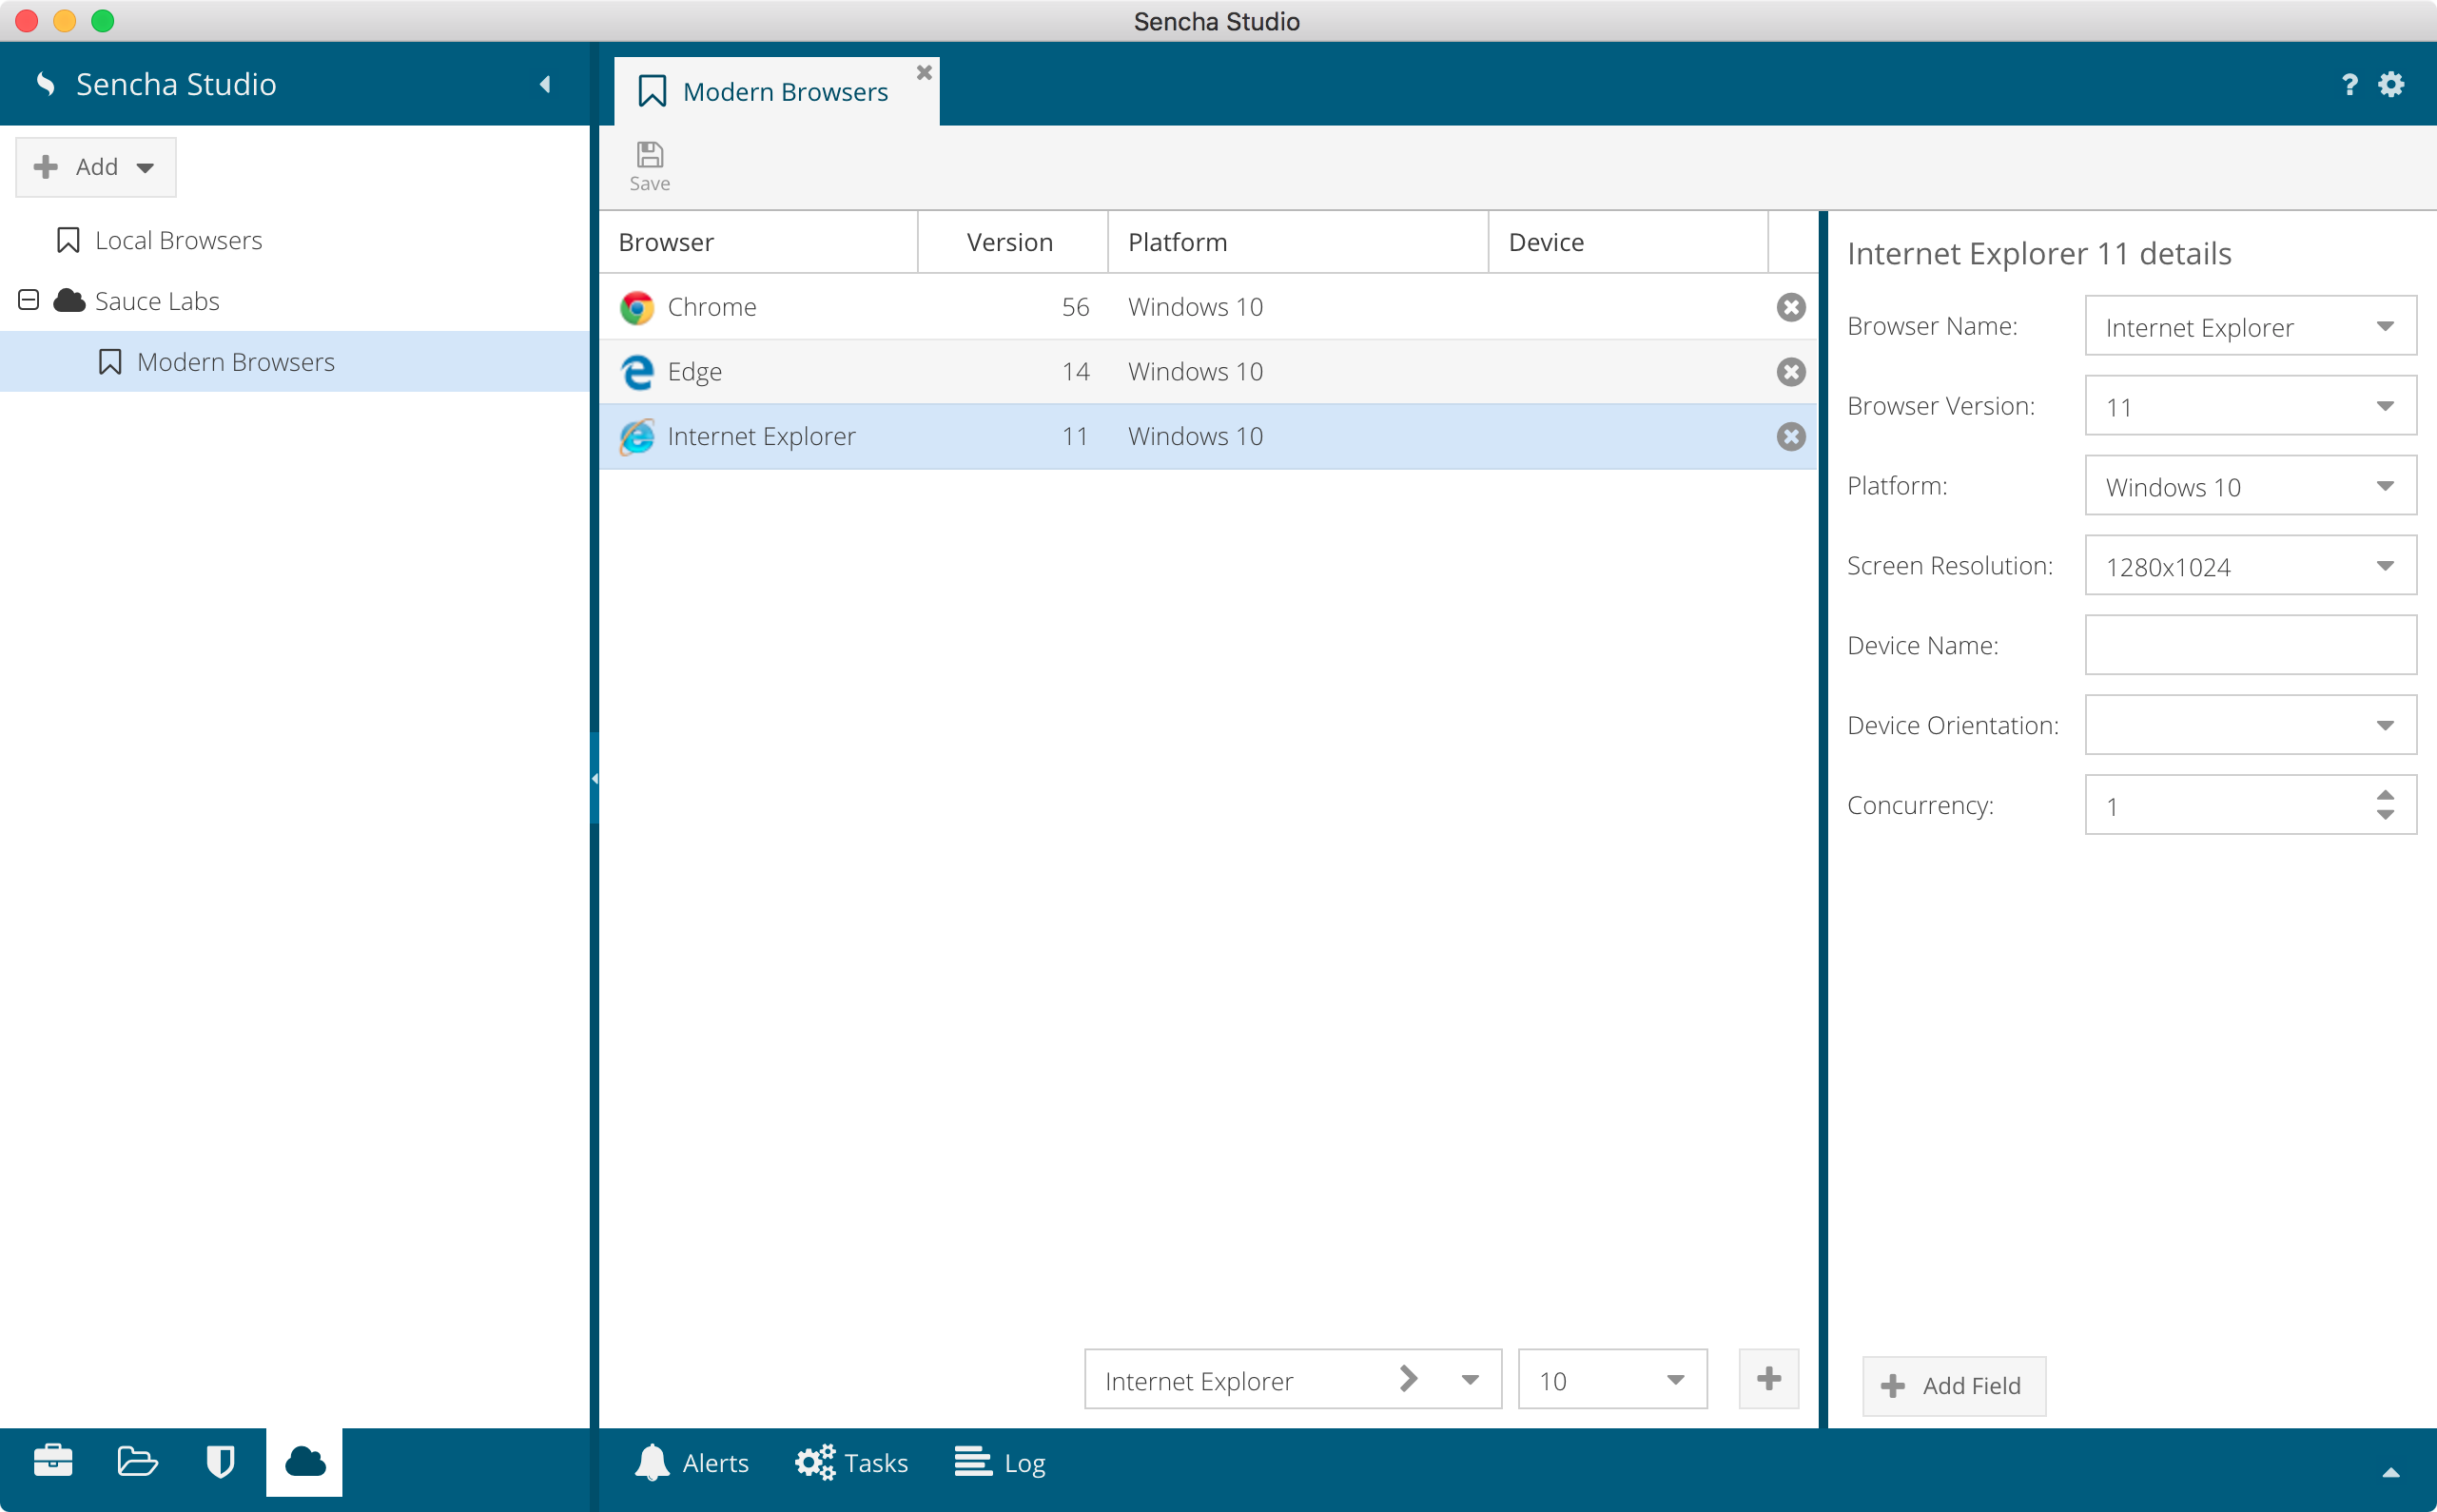 Sencha Studio
Sencha Studio
Modern Browsers
?
Add
Save
Local Browsers
Sauce Labs
Modern Browsers
Browser Version Platform Device
Chrome 56 Windows 10
Edge 14 Windows 10
Internet Explorer 11 Windows 10
Internet Explorer 11 details
Browser Name: Internet Explorer
Browser Version: 11
Platform: Windows 10
Screen Resolution: 1280x1024
Device Name:
Device Orientation:
Concurrency: 1
Internet Explorer 10
Add Field
Alerts Tasks Log